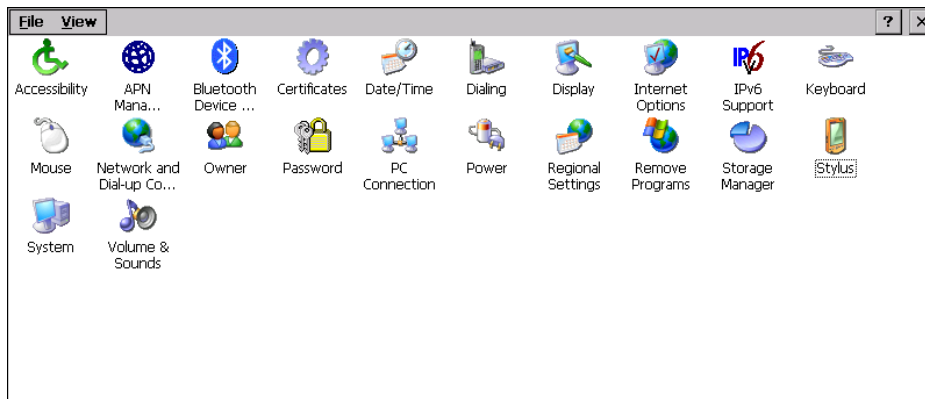 File View ?
Accessibility APN Mana... Bluetooth Device ... Certificates Date/Time Dialing Display Internet Options IPv6 Support Keyboard
Mouse Network and Dial-up Co... Owner Password PC Connection Power Regional Settings Remove Programs Storage Manager Stylus
System Volume & Sounds